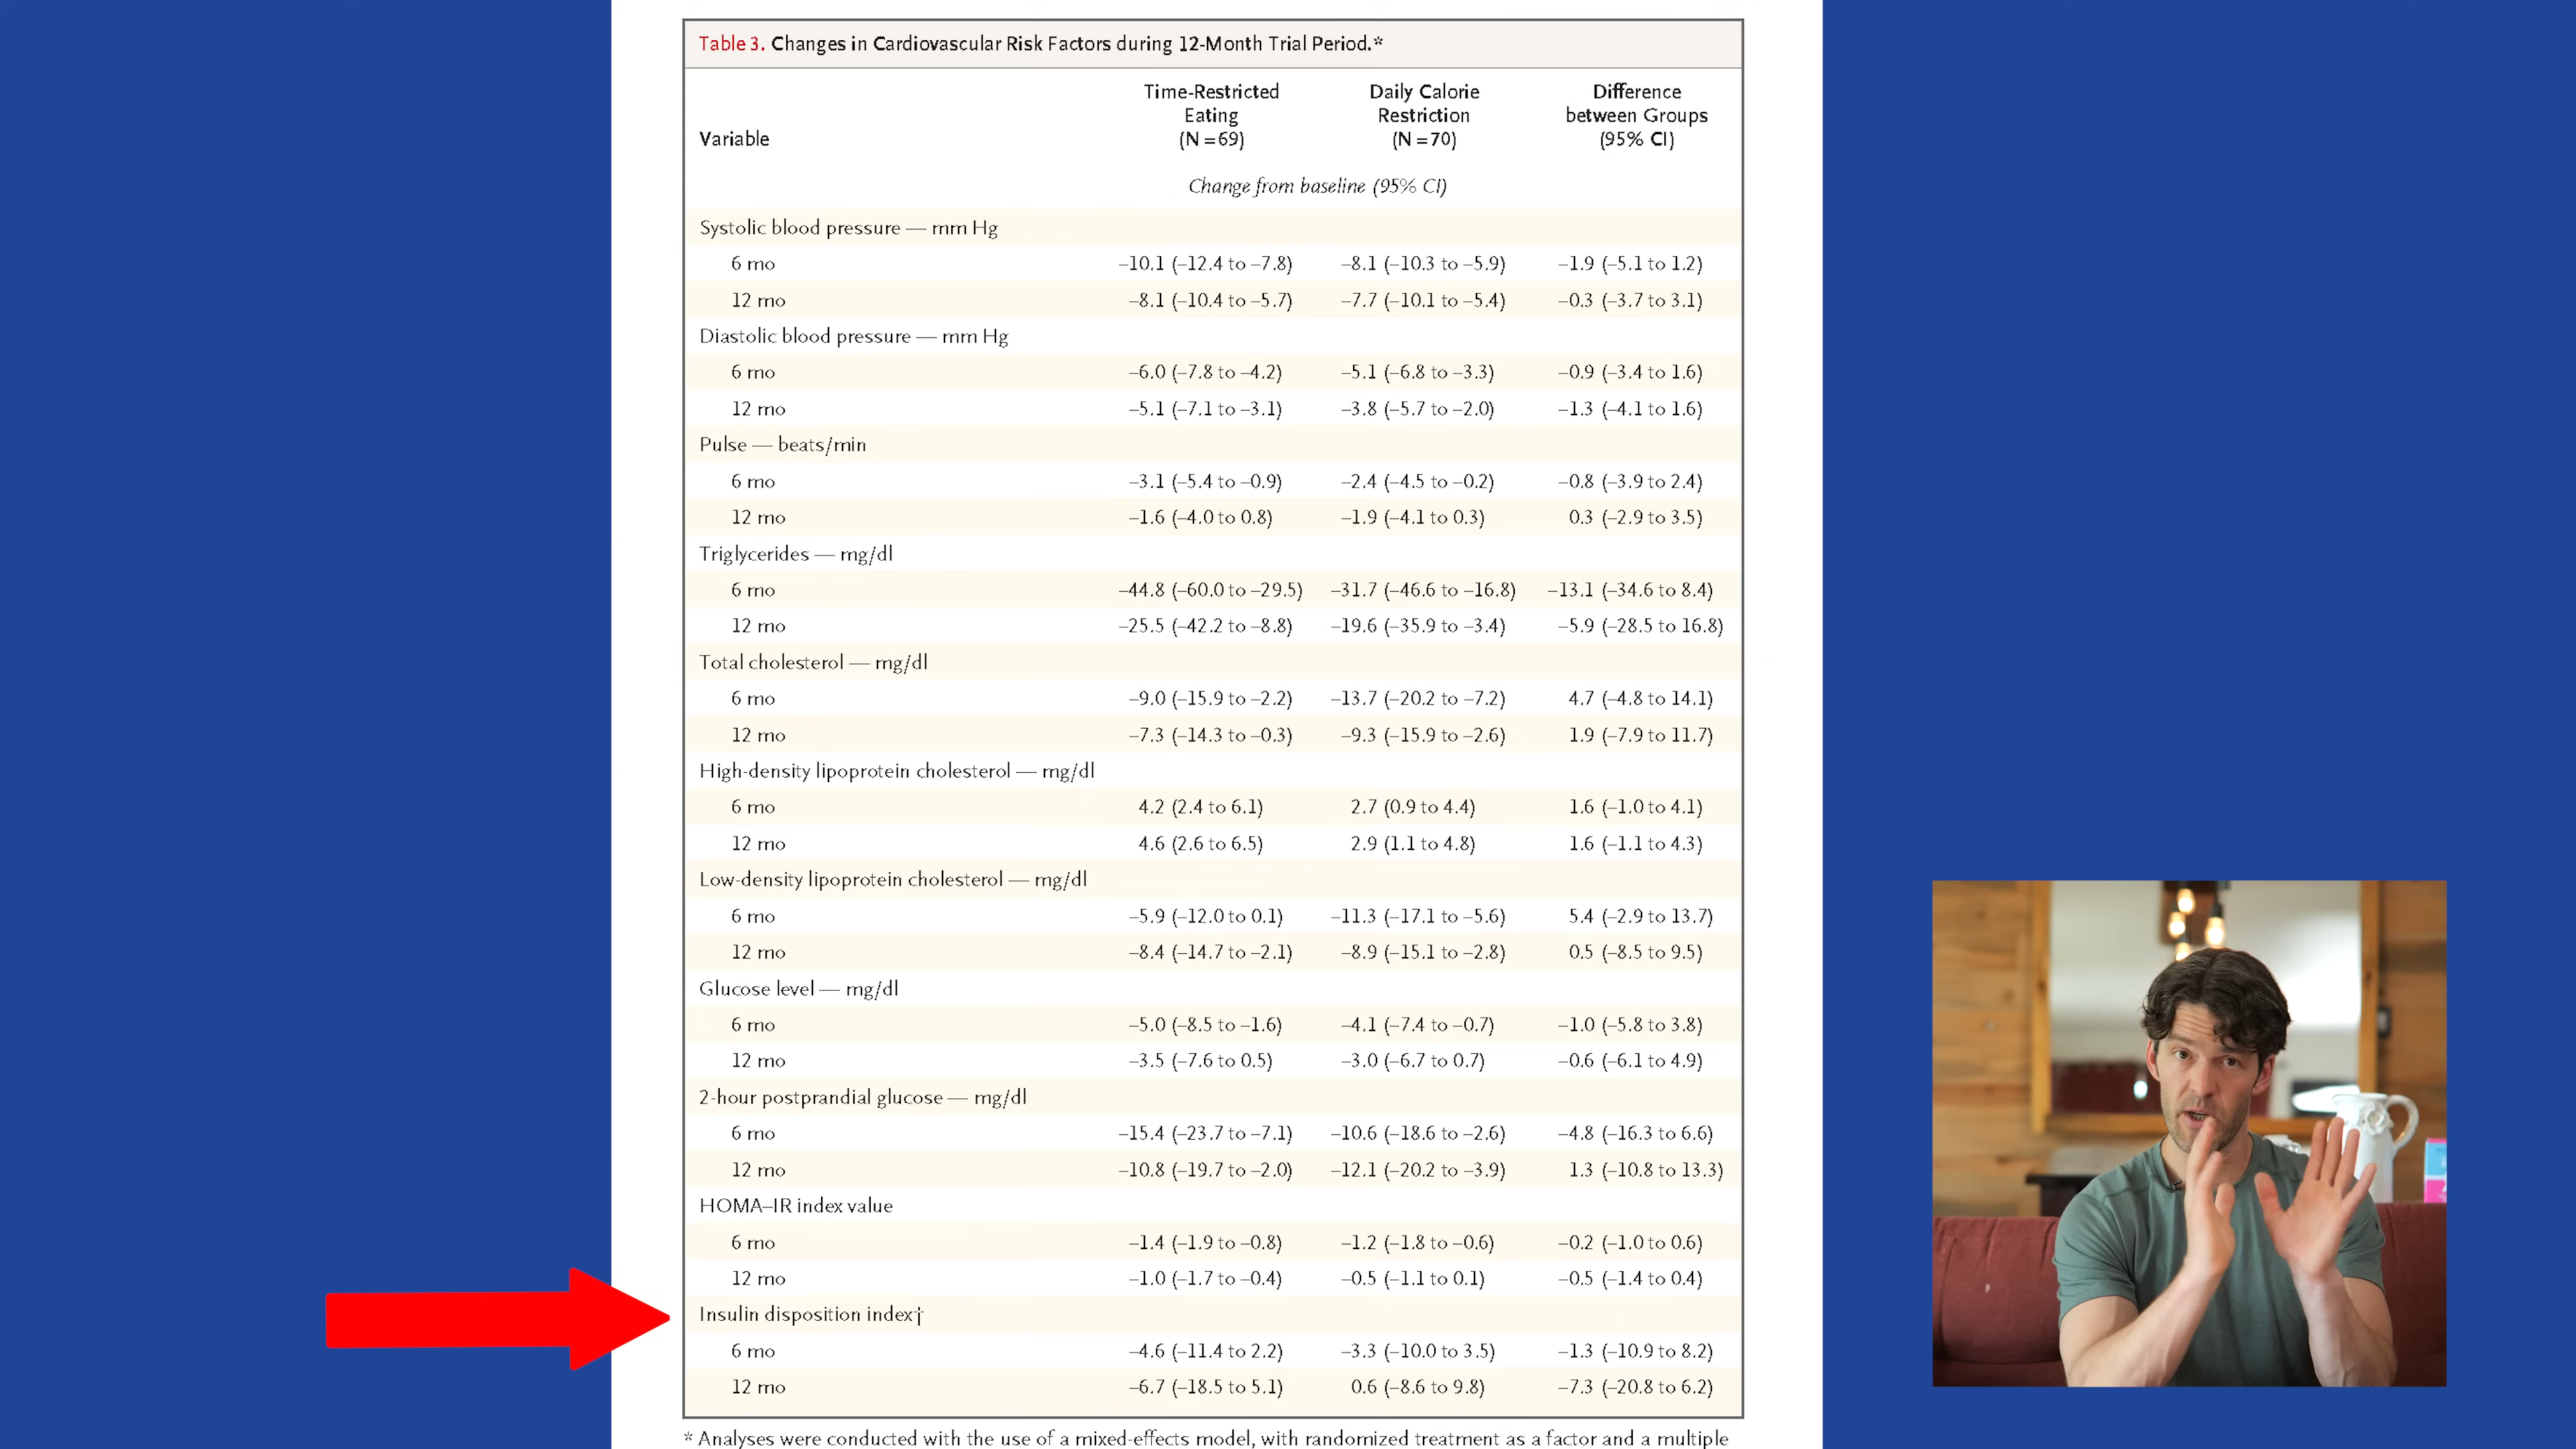 Table 3. Changes in Cardiovascular Risk Factors during 12-Month Trial Period.*
Variable Time-Restricted Eating (N=69) Daily Calorie Restriction (N=70) Difference between Groups (95% CI)
Change from baseline (95% CI)
Systolic blood pressure — mm Hg
6 mo –10.1 (–12.4 to –7.8) –8.1 (–10.3 to –5.9) –1.9 (–5.1 to 1.2)
12 mo –8.1 (–10.4 to –5.7) –7.7 (–10.1 to –5.4) –0.3 (–3.7 to 3.1)
Diastolic blood pressure — mm Hg
6 mo –6.0 (–7.8 to –4.2) –5.1 (–6.8 to –3.3) –0.9 (–3.4 to 1.6)
12 mo –5.1 (–7.1 to –3.1) –3.8 (–5.7 to –2.0) –1.3 (–4.1 to 1.6)
Pulse — beats/min
6 mo –3.1 (–5.4 to –0.9) –2.4 (–4.5 to –0.2) –0.8 (–3.9 to 2.4)
12 mo –1.6 (–4.0 to 0.8) –1.9 (–4.1 to 0.3) 0.3 (–2.9 to 3.5)
Triglycerides — mg/dl
6 mo –44.8 (–60.0 to –29.5) –31.7 (–46.6 to –16.8) –13.1 (–34.6 to 8.4)
12 mo –25.5 (–42.2 to –8.8) –19.6 (–35.9 to –3.4) –5.9 (–28.5 to 16.8)
Total cholesterol — mg/dl
6 mo –9.0 (–15.9 to –2.2) –13.7 (–20.2 to –7.2) 4.7 (–4.8 to 14.1)
12 mo –7.3 (–14.3 to –0.3) –9.3 (–15.9 to –2.6) 1.9 (–7.9 to 11.7)
High-density lipoprotein cholesterol — mg/dl
6 mo 4.2 (2.4 to 6.1) 2.7 (0.9 to 4.4) 1.6 (–1.0 to 4.1)
12 mo 4.6 (2.6 to 6.5) 2.9 (1.1 to 4.8) 1.6 (–1.1 to 4.3)
Low-density lipoprotein cholesterol — mg/dl
6 mo –5.9 (–12.0 to 0.1) –11.3 (–17.1 to –5.6) 5.4 (–2.9 to 13.7)
12 mo –8.4 (–14.7 to –2.1) –8.9 (–15.1 to –2.8) 0.5 (–8.5 to 9.5)
Glucose level — mg/dl
6 mo –5.0 (–8.5 to –1.6) –4.1 (–7.4 to –0.7) –1.0 (–5.8 to 3.8)
12 mo –3.5 (–7.6 to 0.5) –3.0 (–6.7 to 0.7) –0.6 (–6.1 to 4.9)
2-hour postprandial glucose — mg/dl
6 mo –15.4 (–23.7 to –7.1) –10.6 (–18.6 to –2.6) –4.8 (–16.3 to 6.6)
12 mo –10.8 (–19.7 to –2.0) –12.1 (–20.2 to –3.9) 1.3 (–10.8 to 13.3)
HOMA–IR index value
6 mo –1.4 (–1.9 to –0.8) –1.2 (–1.8 to –0.6) –0.2 (–1.0 to 0.6)
12 mo –1.0 (–1.7 to –0.4) –0.5 (–1.1 to 0.1) –0.5 (–1.4 to 0.4)
Insulin disposition index†
6 mo –4.6 (–11.4 to 2.2) –3.3 (–10.0 to 3.5) –1.3 (–10.9 to 8.2)
12 mo –6.7 (–18.5 to 5.1) 0.6 (–8.6 to 9.8) –7.3 (–20.8 to 6.2)
* Analyses were conducted with the use of a mixed-effects model, with randomized treatment as a factor and a multiple